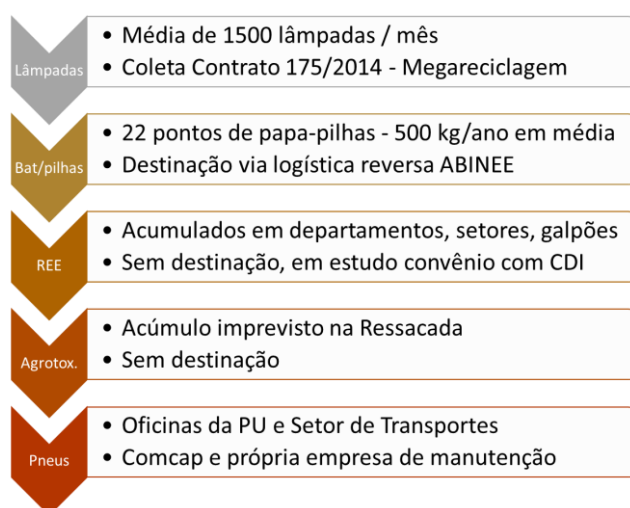 Lâmpadas
• Média de 1500 lâmpadas / mês
• Coleta Contrato 175/2014 - Megareciclagem
Bat/pilhas
• 22 pontos de papa-pilhas - 500 kg/ano em média
• Destinação via logística reversa ABINEE
REE
• Acumulados em departamentos, setores, galpões
• Sem destinação, em estudo convênio com CDI
Agrotox.
• Acúmulo imprevisto na Ressacada
• Sem destinação
Pneus
• Oficinas da PU e Setor de Transportes
• Comcap e própria empresa de manutenção